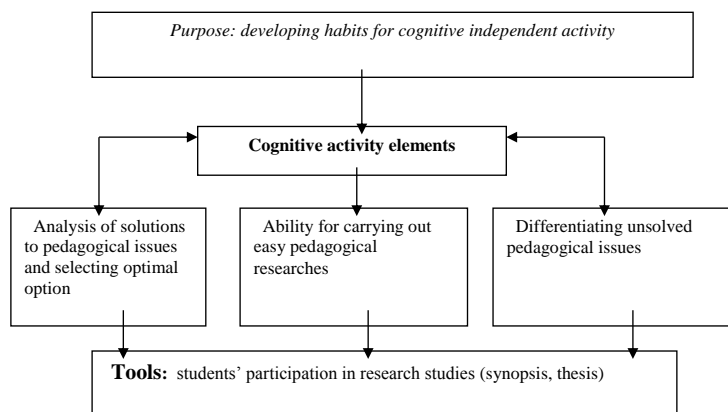 Purpose: developing habits for cognitive independent activity
Cognitive activity elements
Analysis of solutions
to pedagogical issues
and selecting optimal
option
Ability for carrying out
easy pedagogical
researches
Differentiating unsolved
pedagogical issues
Tools: students’ participation in research studies (synopsis, thesis)